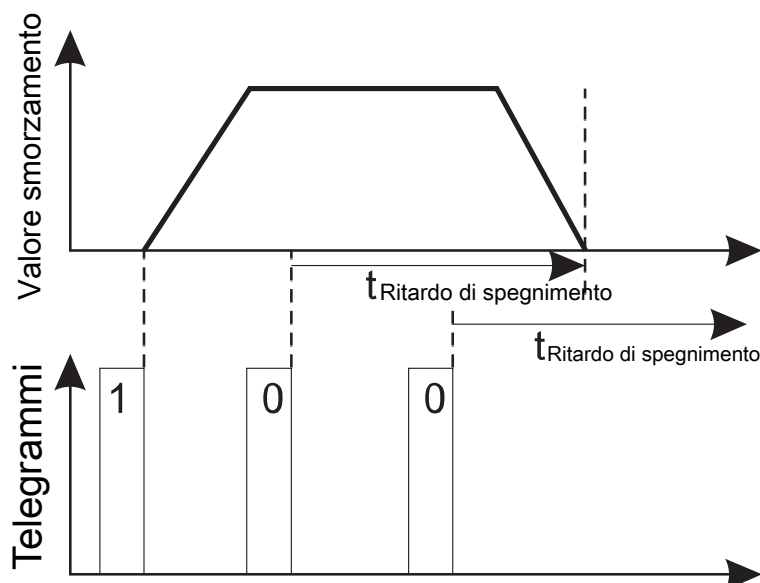 Valore smorzamento
tRitardo di spegnimento
tRitardo di spegnimento
Telegrammi
1
0
0